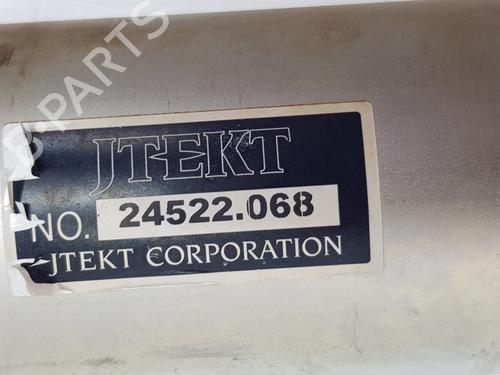 JTEKT
NO. 24522.068
JTEKT CORPORATION
B-PARTS